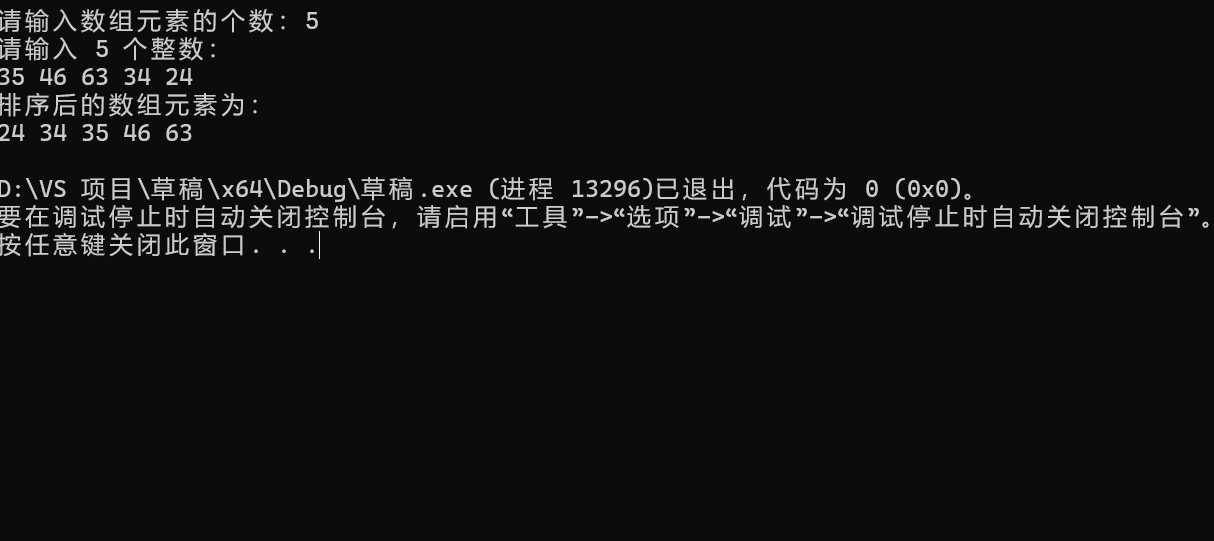 请输入数组元素的个数: 5
请输入 5 个整数:
35 46 63 34 24
排序后的数组元素为:
24 34 35 46 63
D:\VS 项目\草稿\x64\Debug\草稿.exe (进程 13296)已退出，代码为 0 (0x0)。
要在调试停止时自动关闭控制台，请启用“工具”->“选项”->“调试”->“调试停止时自动关闭控制台”。
按任意键关闭此窗口. . .